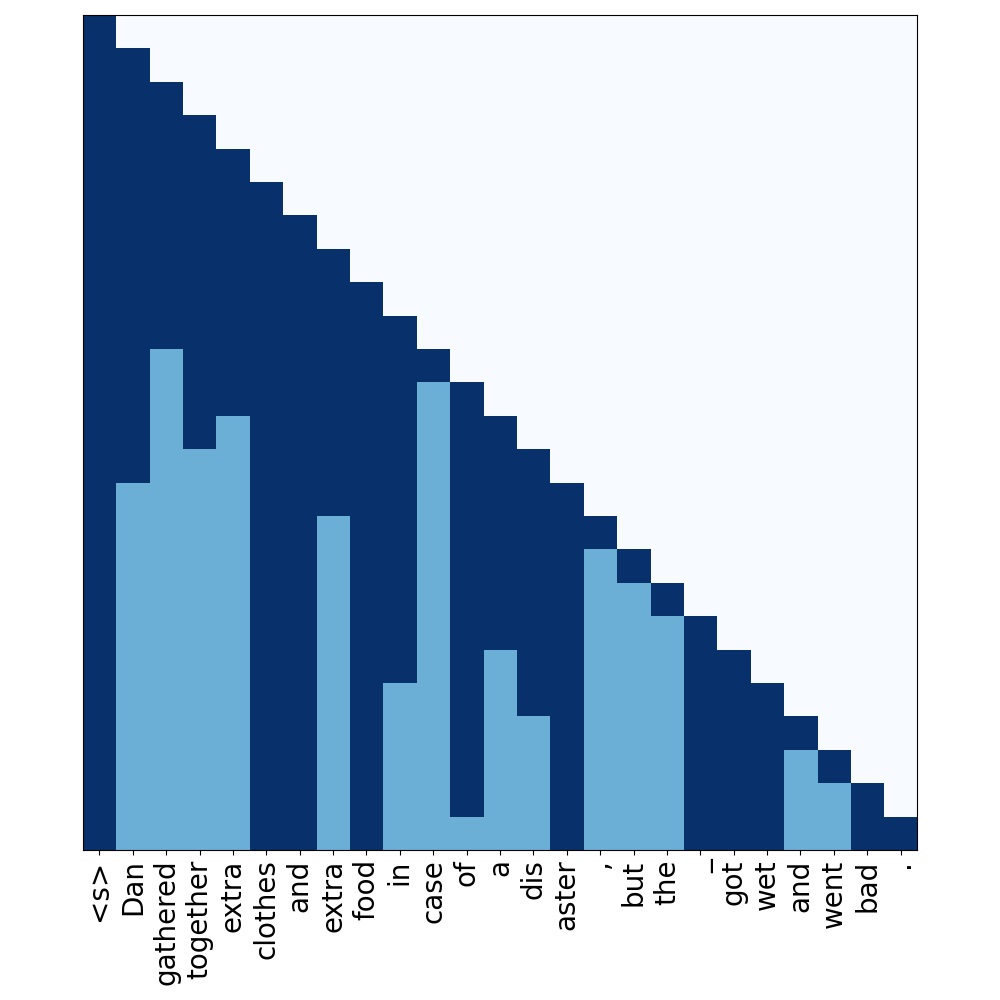 <s>
Dan
gathered
together
extra
clothes
and
extra
food
in
case
of
a
dis
aster
,
but
the
_
got
wet
and
went
bad
.